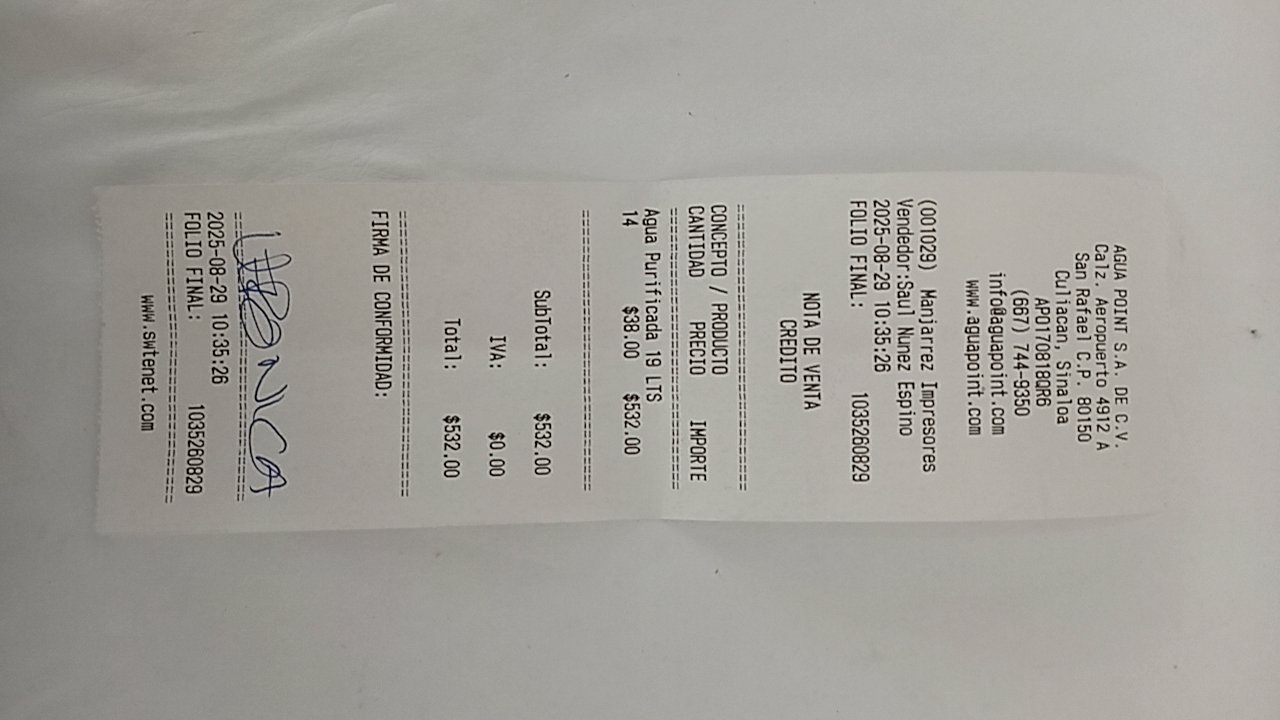 AGUA POINT S.A. DE C.V.
Calz. Aeropuerto 4912 A
San Rafael C.P. 80150
Culiacan, Sinaloa
APO170818QR6
(667) 744-9350
info@aguapoint.com
www.aguapoint.com
(001029) Manjarrez Impresores
Vendedor:Saul Nunez Espino
2025-08-29 10:35:26
FOLIO FINAL: 1035260829
NOTA DE VENTA
CREDITO
==============================
CONCEPTO / PRODUCTO
CANTIDAD PRECIO IMPORTE
==============================
Agua Purificada 19 LTS
14 $38.00 $532.00
==============================
SubTotal: $532.00
IVA: $0.00
Total: $532.00
==============================
FIRMA DE CONFORMIDAD:
==============================
2025-08-29 10:35:26
FOLIO FINAL: 1035260829
==============================
www.swtenet.com